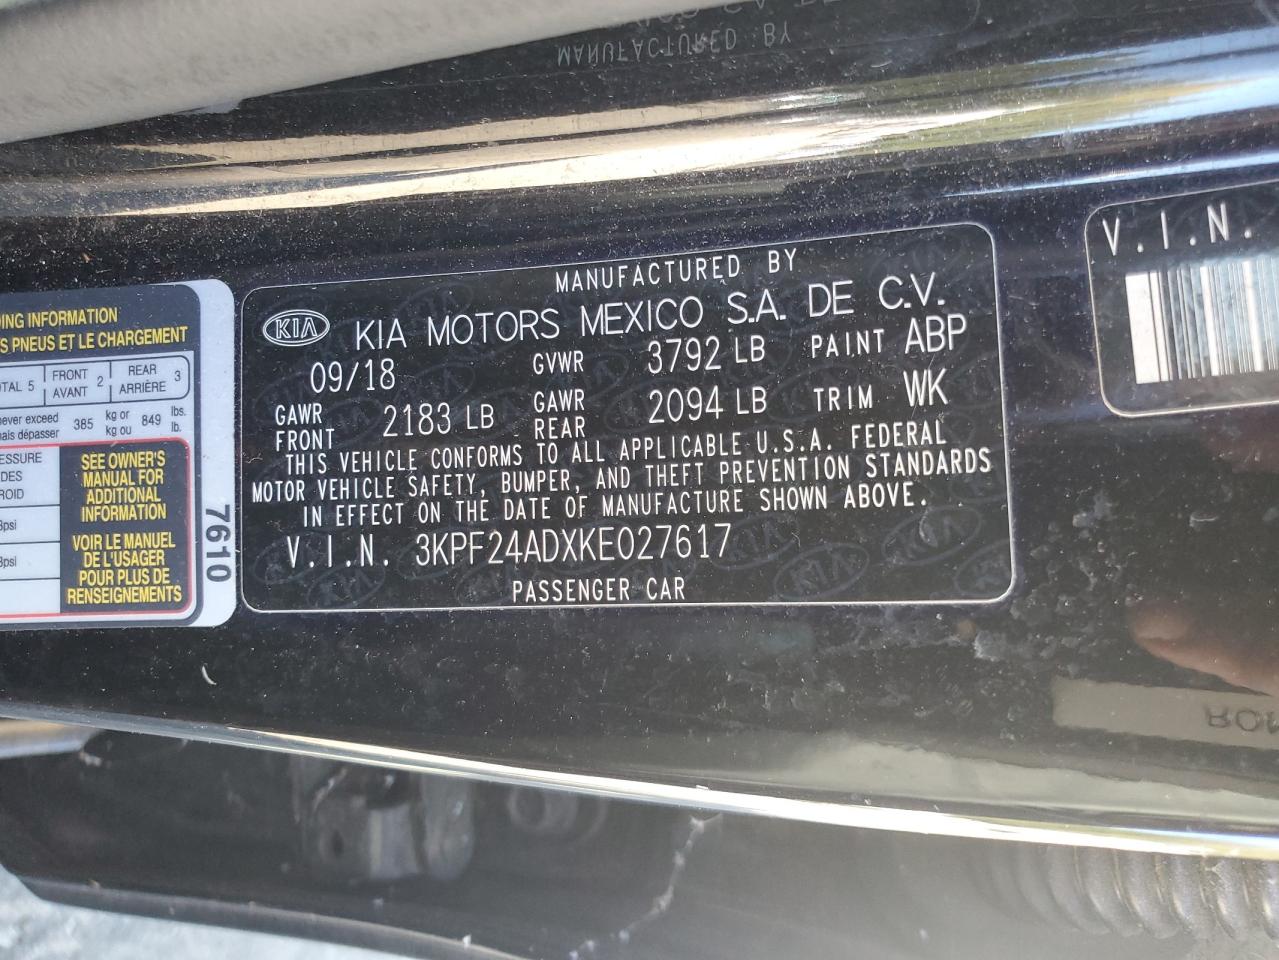 MANUFACTURED BY
KIA
KIA MOTORS MEXICO S.A. DE C.V.
09/18 GVWR 3792 LB PAINT ABP
GAWR FRONT 2183 LB GAWR REAR 2094 LB TRIM WK
THIS VEHICLE CONFORMS TO ALL APPLICABLE U.S.A. FEDERAL
MOTOR VEHICLE SAFETY, BUMPER, AND THEFT PREVENTION STANDARDS
IN EFFECT ON THE DATE OF MANUFACTURE SHOWN ABOVE.
V.I.N. 3KPF24ADXKE027617
PASSENGER CAR
V.I.N.
INFORMATION
PNEUS ET LE CHARGEMENT
5 FRONT AVANT 2 REAR ARRIÈRE 3
exceed
dépasser 385 kg or kg ou 849 lbs. lb.
SEE OWNER'S
MANUAL FOR
ADDITIONAL
INFORMATION
VOIR LE MANUEL
DE L'USAGER
POUR PLUS DE
RENSEIGNEMENTS
7610
MANUFACTURED BY